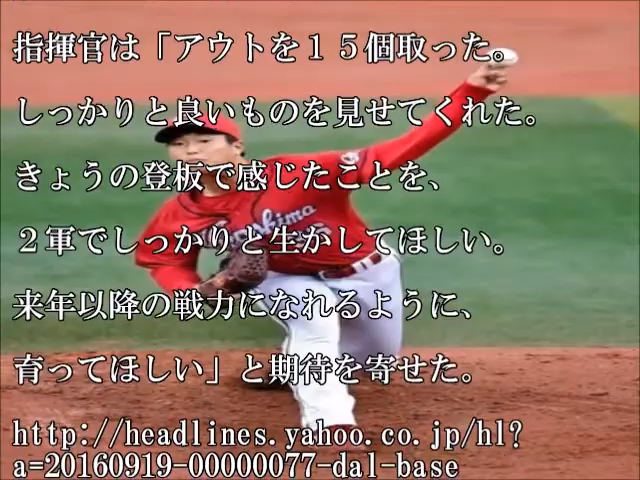 指揮官は「アウトを１５個取った。
しっかりと良いものを見せてくれた。
きょうの登板で感じたことを、
２軍でしっかりと生かしてほしい。
来年以降の戦力になれるように、
育ってほしい」と期待を寄せた。
http://headlines.yahoo.co.jp/hl?
a=20160919-00000077-dal-base